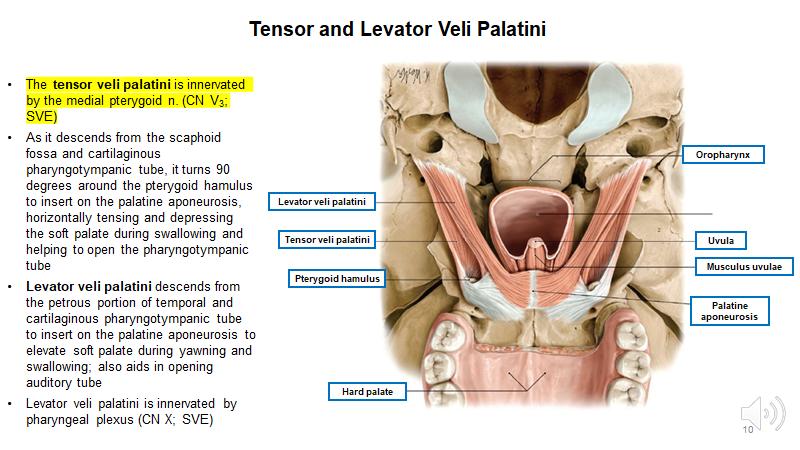 Tensor and Levator Veli Palatini
• The tensor veli palatini is innervated
by the medial pterygoid n. (CN V₃;
SVE)
• As it descends from the scaphoid
fossa and cartilaginous
pharyngotympanic tube, it turns 90
degrees around the pterygoid hamulus
to insert on the palatine aponeurosis,
horizontally tensing and depressing
the soft palate during swallowing and
helping to open the pharyngotympanic
tube
• Levator veli palatini descends from
the petrous portion of temporal and
cartilaginous pharyngotympanic tube
to insert on the palatine aponeurosis to
elevate soft palate during yawning and
swallowing; also aids in opening
auditory tube
• Levator veli palatini is innervated by
pharyngeal plexus (CN X; SVE)
Levator veli palatini
Tensor veli palatini
Pterygoid hamulus
Hard palate
Oropharynx
Uvula
Musculus uvulae
Palatine
aponeurosis
10